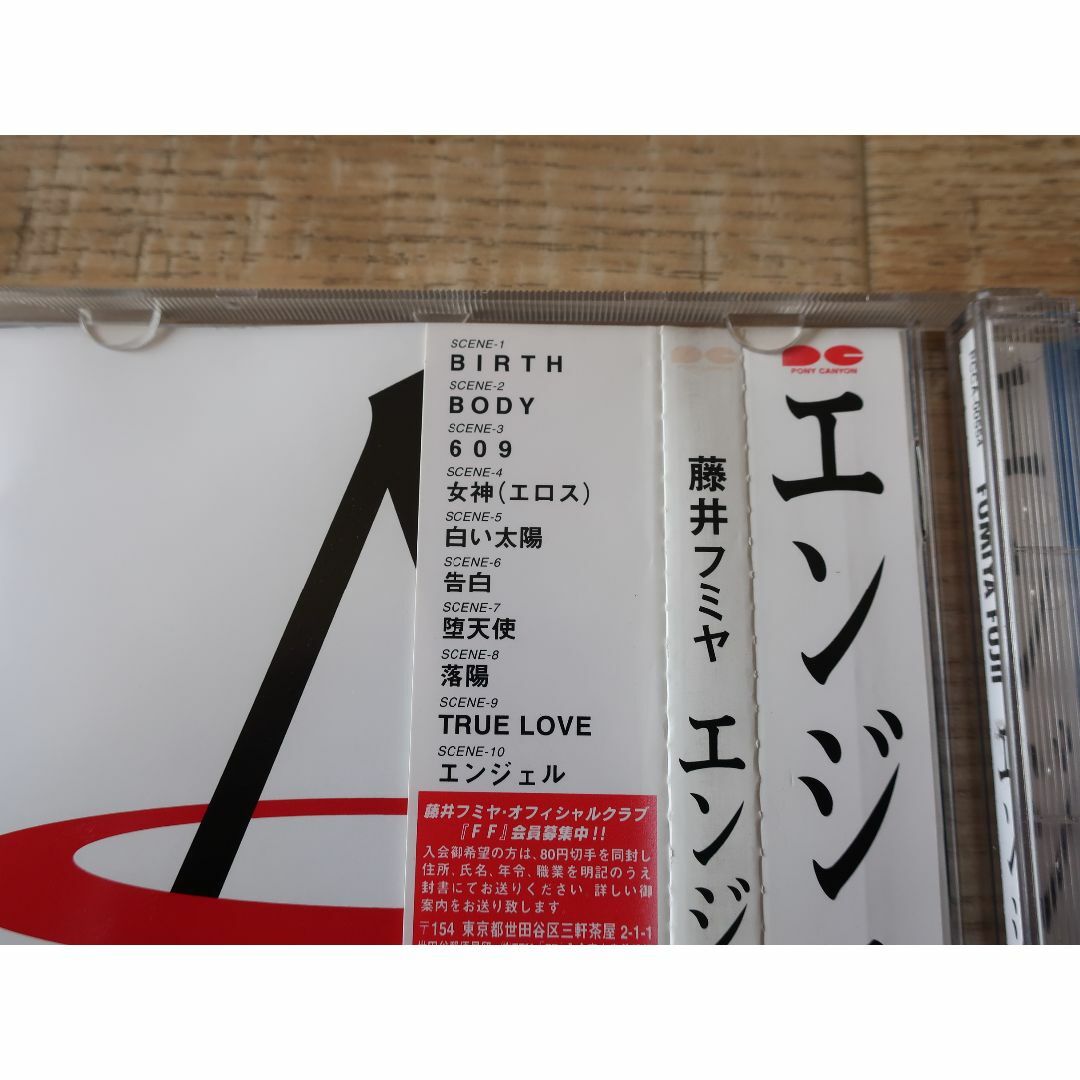 SCENE-1
BIRTH
SCENE-2
BODY
SCENE-3
609
SCENE-4
女神(エロス)
SCENE-5
白い太陽
SCENE-6
告白
SCENE-7
堕天使
SCENE-8
落陽
SCENE-9
TRUE LOVE
SCENE-10
エンジェル
藤井フミヤ・オフィシャルクラブ
『FF』会員募集中!!
入会御希望の方は、80円切手を同封し
住所、氏名、年令、職業を明記のうえ
封書にてお送りください 詳しい御
案内をお送り致します
〒154 東京都世田谷区三軒茶屋 2-1-1
藤井フミヤ エンジ
PONY CANYON
エンジ
FUMIYA FUJII